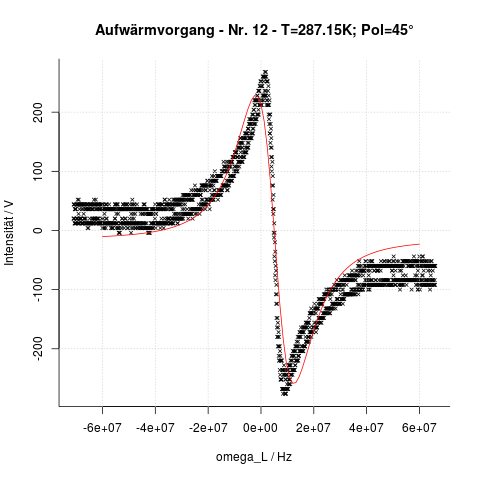 Aufwärmvorgang - Nr. 12 - T=287.15K; Pol=45°
Intensität / V
200
100
0
-100
-200
-6e+07 -4e+07 -2e+07 0e+00 2e+07 4e+07 6e+07
omega_L / Hz